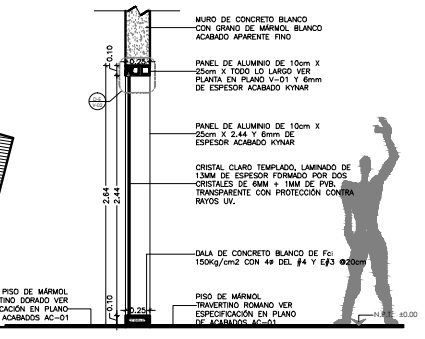 MURO DE CONCRETO BLANCO
CON GRANO DE MÁRMOL BLANCO
ACABADO APARENTE FINO
0.10
0.25
PANEL DE ALUMINIO DE 10cm X
25cm X TODO LO LARGO VER
PLANTA EN PLANO V-01 Y 6mm
DE ESPESOR ACABADO KYNAR
PANEL DE ALUMINIO DE 10cm X
25cm X 2.44 Y 6mm DE
ESPESOR ACABADO KYNAR
CRISTAL CLARO TEMPLADO, LAMINADO DE
13MM DE ESPESOR FORMADO POR DOS
CRISTALES DE 6MM + 1MM DE PVB.
TRANSPARENTE CON PROTECCIÓN CONTRA
RAYOS UV.
2.64
2.44
DALA DE CONCRETO BLANCO DE Fci
150Kg/cm2 CON 4ø DEL #4 Y E#3 @20cm
0.10
0.25
PISO DE MÁRMOL
TINO DORADO VER
CACIÓN EN PLANO
ACABADOS AC-01
PISO DE MÁRMOL
TRAVERTINO ROMANO VER
ESPECIFICACIÓN EN PLANO
DE ACABADOS AC-01
N.P.T. ±0.00